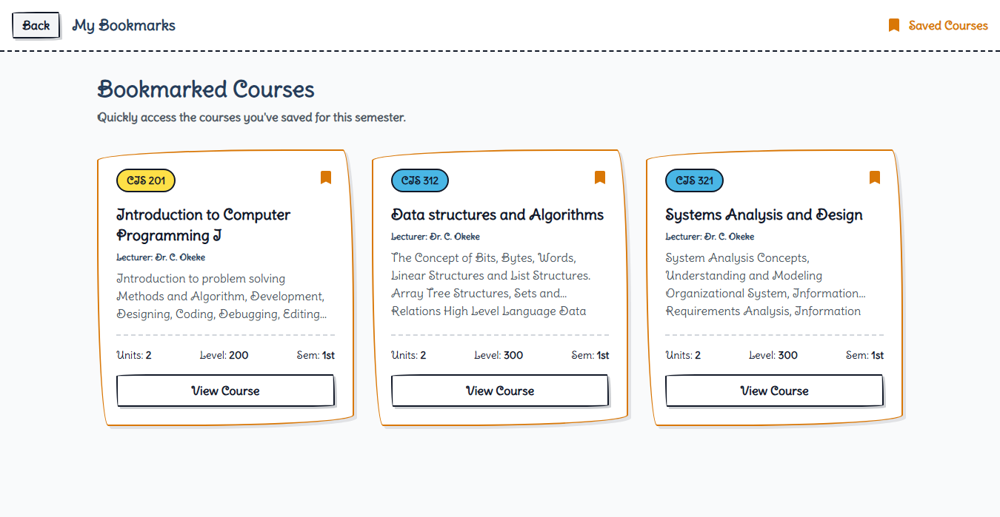 Back
My Bookmarks
Saved Courses
Bookmarked Courses
Quickly access the courses you've saved for this semester.
CJS 201
Introduction to Computer
Programming I
Lecturer: Dr. C. Okeke
Introduction to problem solving
Methods and Algorithm, Development,
Designing, Coding, Debugging, Editing...
Units: 2
Level: 200
Sem: 1st
View Course
CJS 312
Data structures and Algorithms
Lecturer: Dr. C. Okeke
The Concept of Bits, Bytes, Words,
Linear Structures and List Structures.
Array Tree Structures, Sets and...
Relations High Level Language Data
Units: 2
Level: 300
Sem: 1st
View Course
CJS 321
Systems Analysis and Design
Lecturer: Dr. C. Okeke
System Analysis Concepts,
Understanding and Modeling
Organizational System, Information...
Requirements Analysis, Information
Units: 2
Level: 300
Sem: 1st
View Course